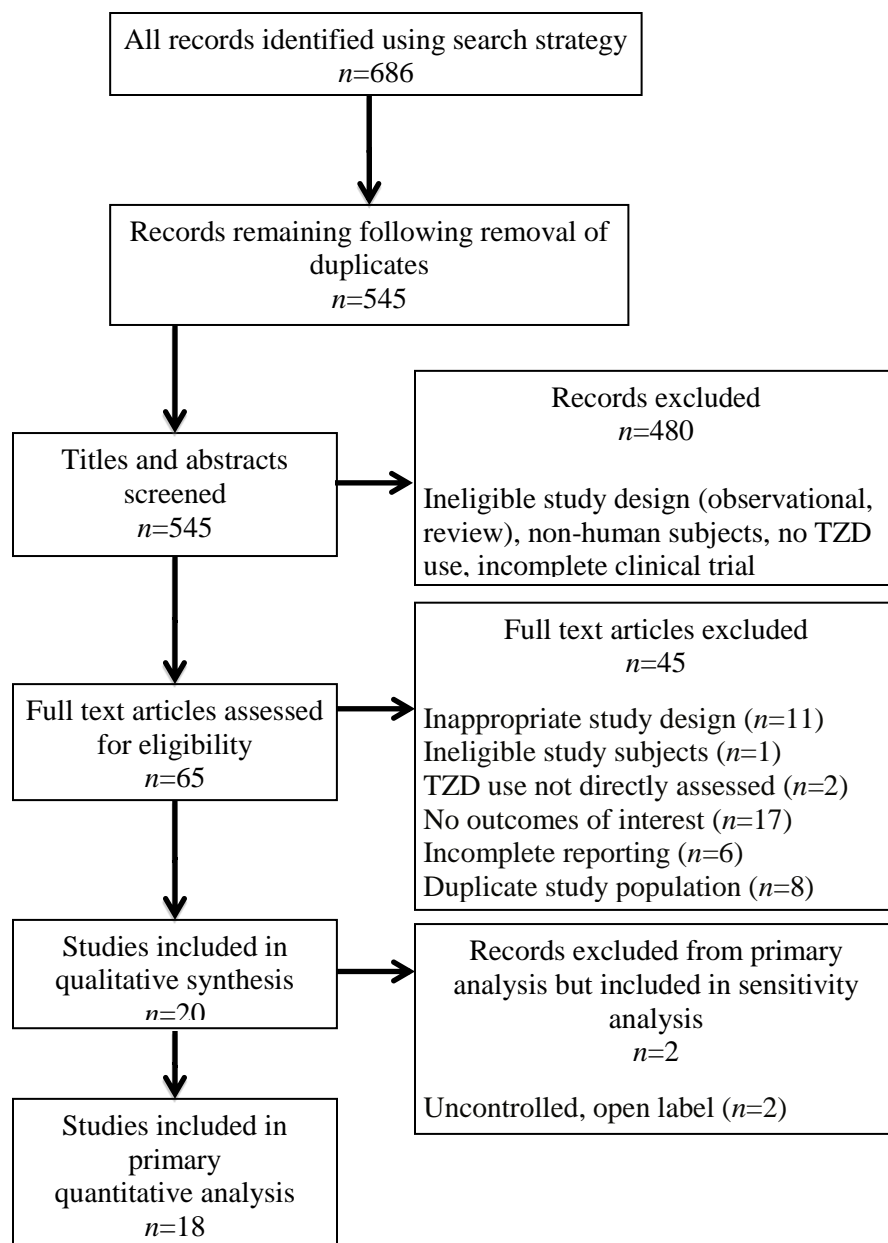 All records identified using search strategy
n=686
Records remaining following removal of
duplicates
n=545
Titles and abstracts
screened
n=545
Records excluded
n=480
Ineligible study design (observational,
review), non-human subjects, no TZD
use, incomplete clinical trial
Full text articles assessed
for eligibility
n=65
Full text articles excluded
n=45
Inappropriate study design (n=11)
Ineligible study subjects (n=1)
TZD use not directly assessed (n=2)
No outcomes of interest (n=17)
Incomplete reporting (n=6)
Duplicate study population (n=8)
Studies included in
qualitative synthesis
n=20
Records excluded from primary
analysis but included in sensitivity
analysis
n=2
Uncontrolled, open label (n=2)
Studies included in
primary
quantitative analysis
n=18